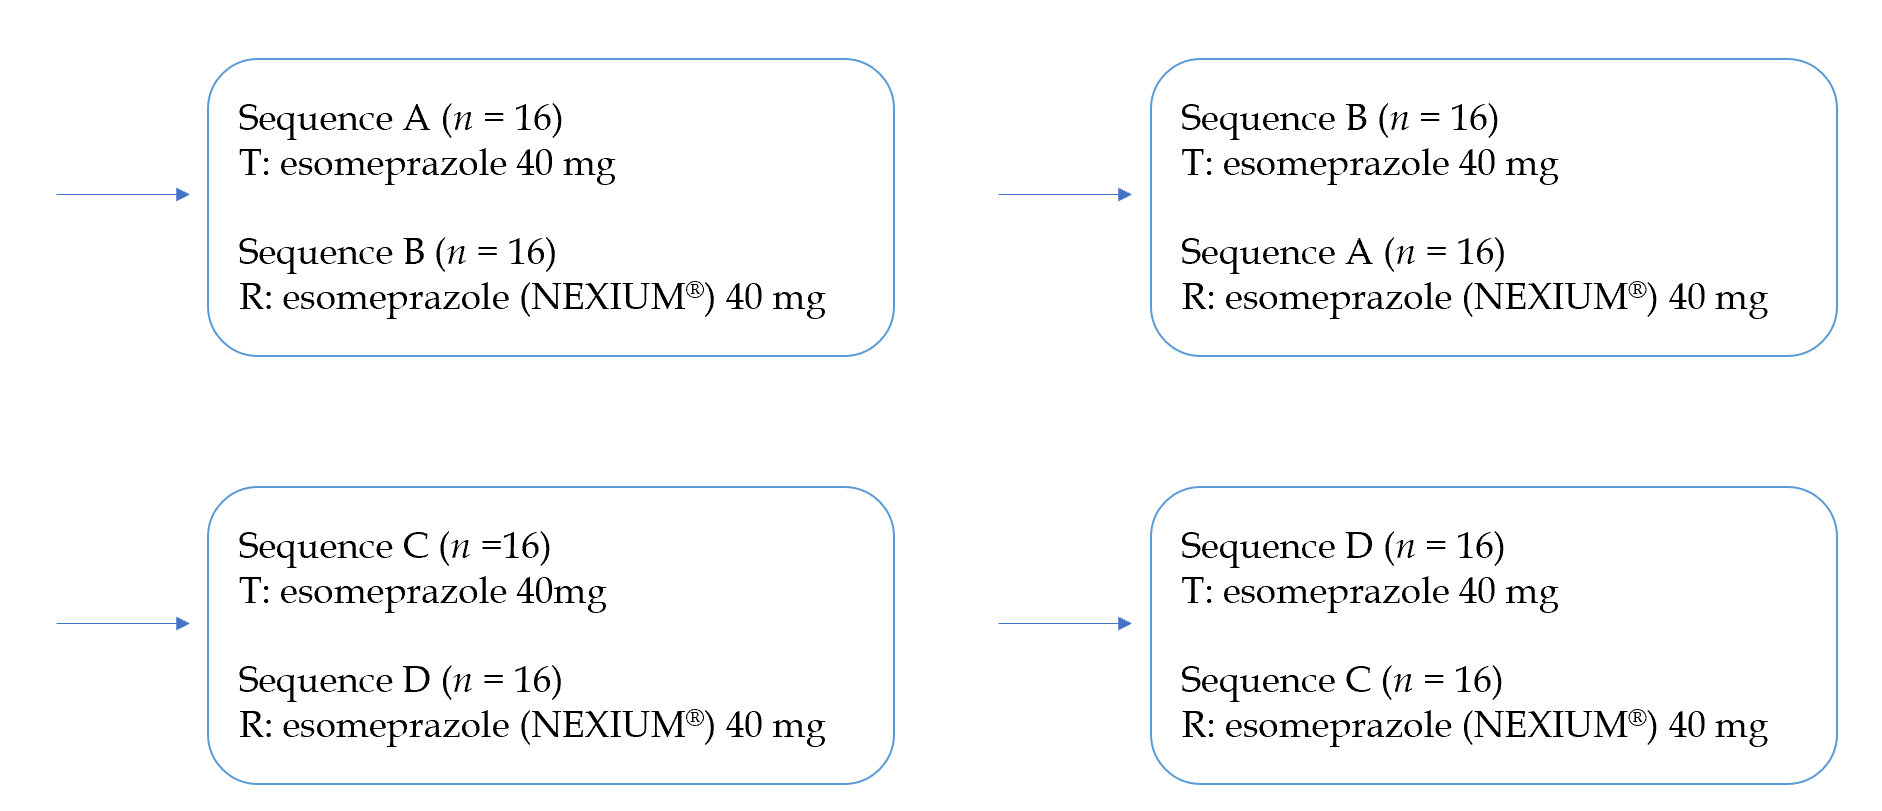 Sequence A (n = 16)
T: esomeprazole 40 mg
Sequence B (n = 16)
R: esomeprazole (NEXIUM®) 40 mg
Sequence B (n = 16)
T: esomeprazole 40 mg
Sequence A (n = 16)
R: esomeprazole (NEXIUM®) 40 mg
Sequence C (n =16)
T: esomeprazole 40mg
Sequence D (n = 16)
R: esomeprazole (NEXIUM®) 40 mg
Sequence D (n = 16)
T: esomeprazole 40 mg
Sequence C (n = 16)
R: esomeprazole (NEXIUM®) 40 mg